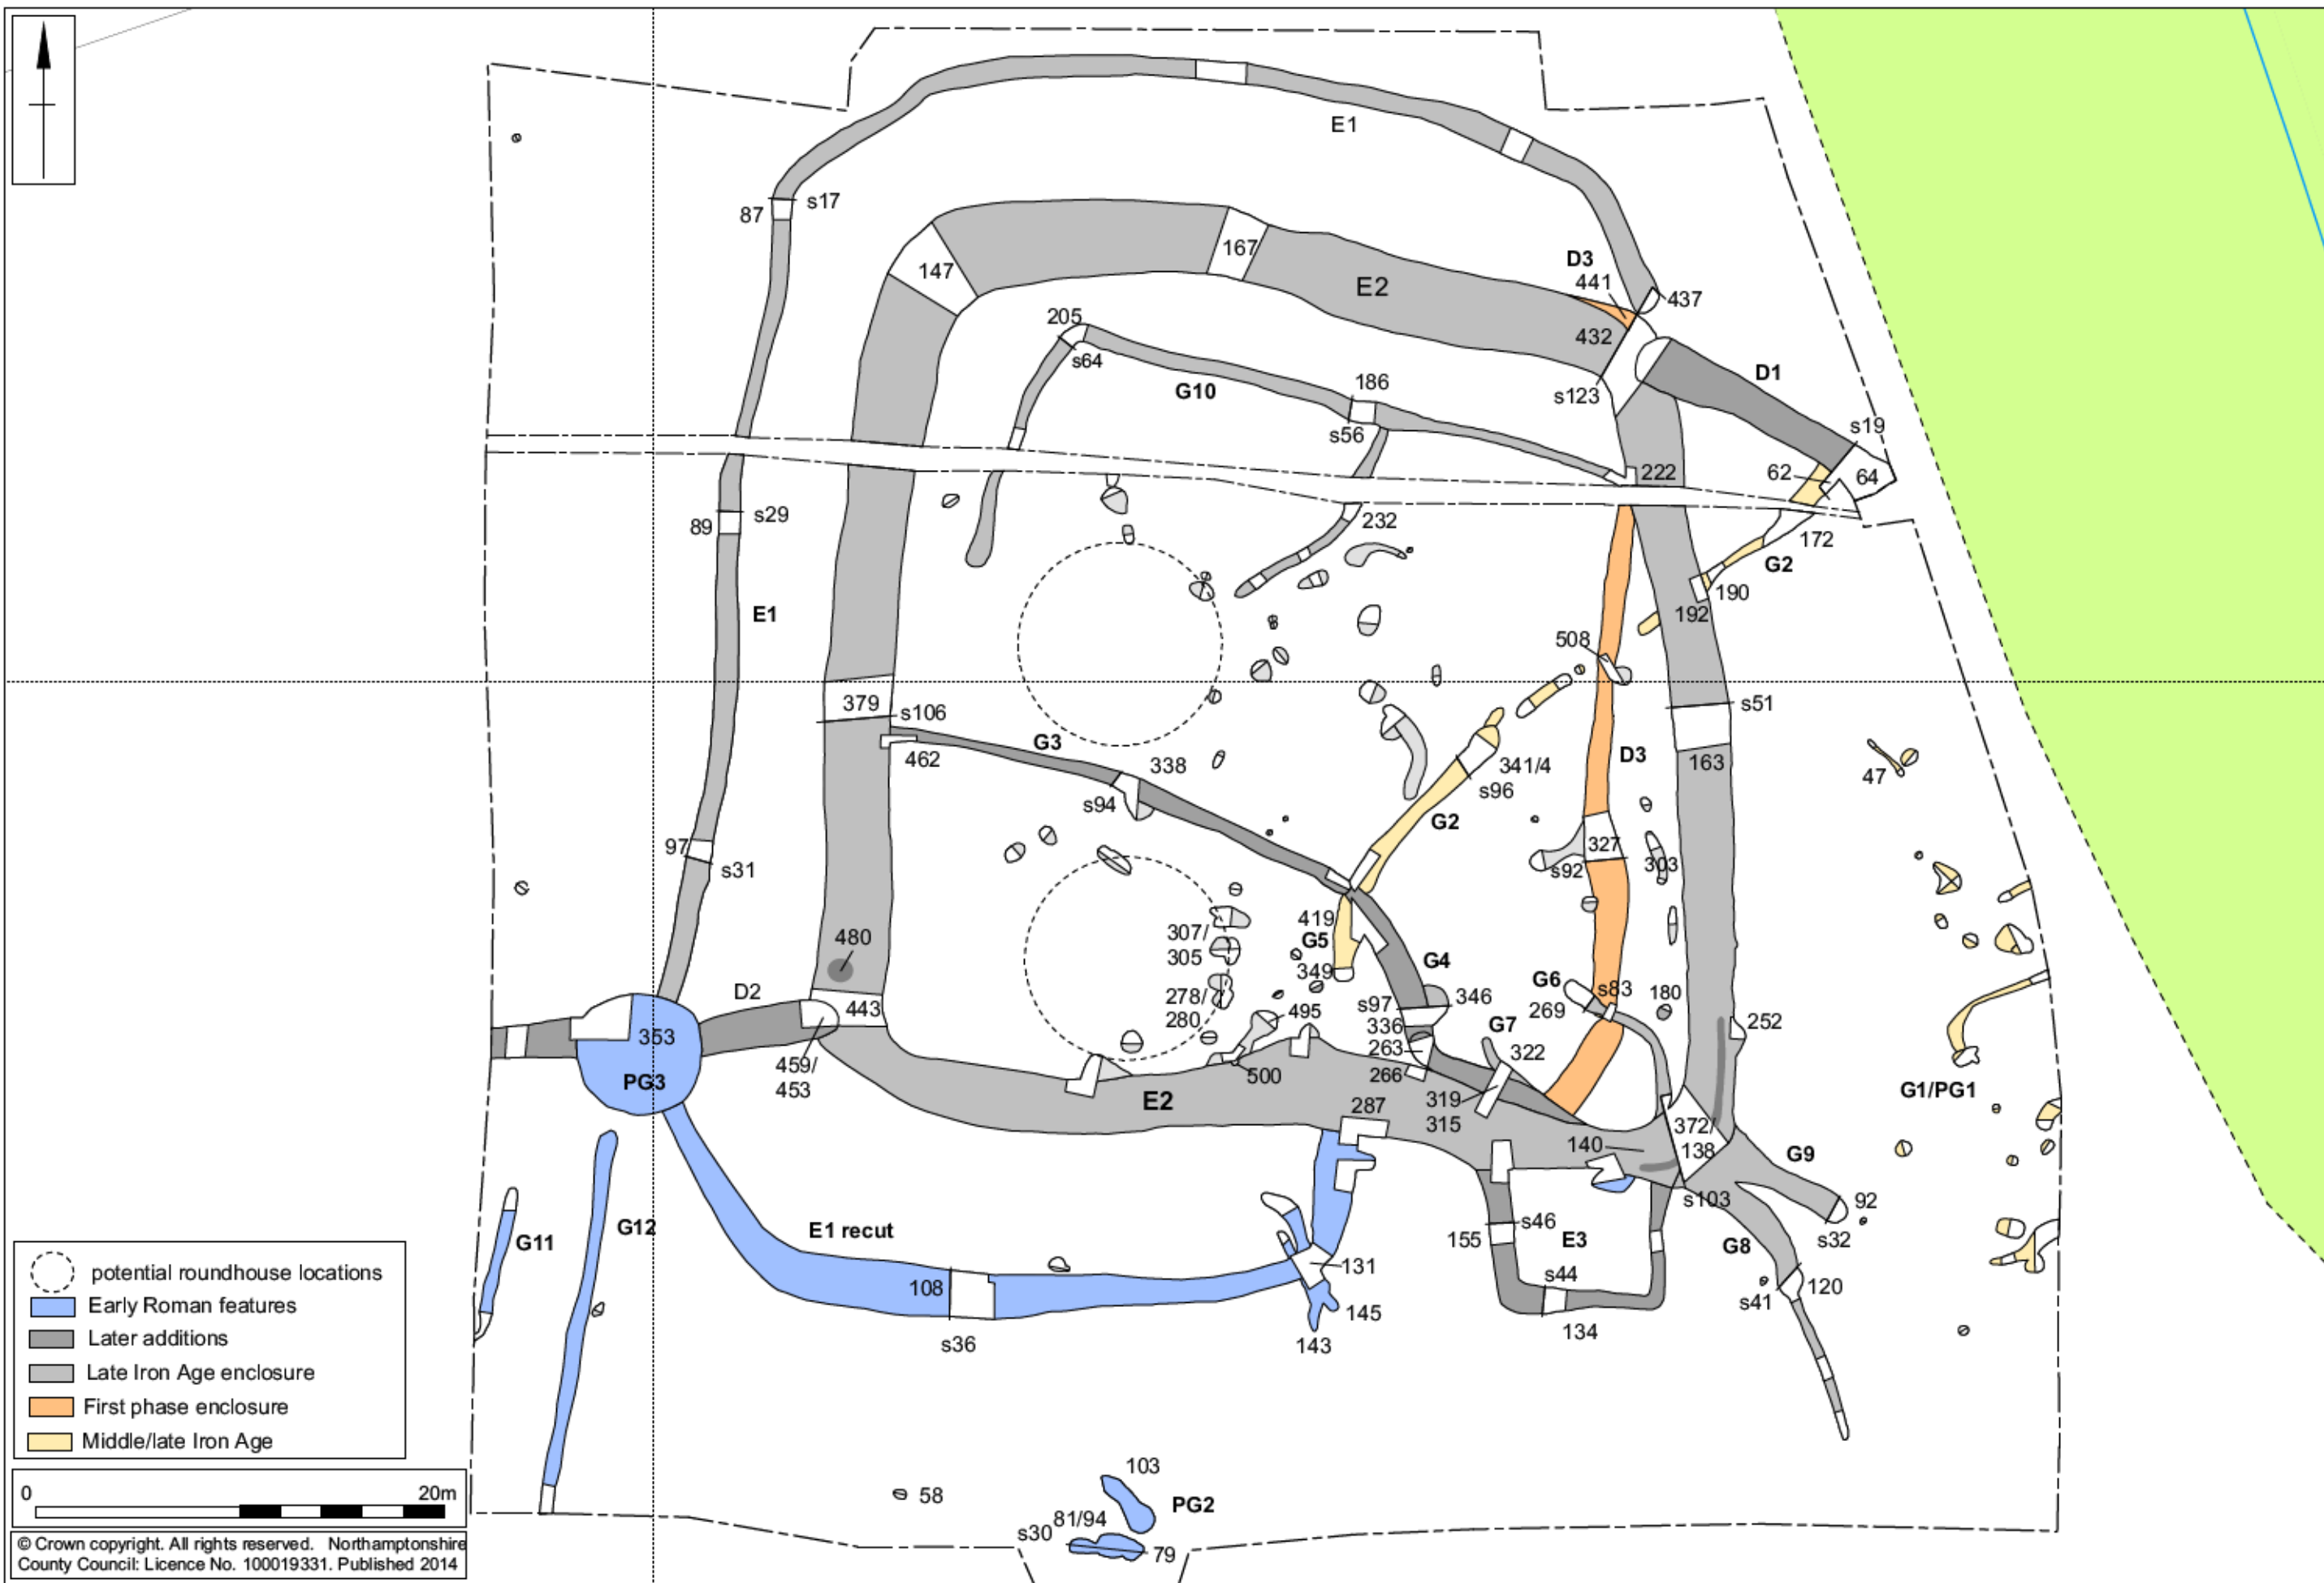 E1
87
s17
147
167
E2
D3
441
437
432
205
s64
G10
186
s56
s123
D1
s19
62
64
222
172
G2
190
192
232
89
s29
E1
508
379
s106
462
G3
338
s94
s51
163
341/4
s96
G2
D3
47
97
s31
327
s92
303
480
307/
305
419
G5
349
G4
278/
280
495
s97
336
346
G6
269
s83
180
252
D2
443
353
PG3
459/
453
263
266
G7
322
500
E2
319
315
287
140
372/
138
G1/PG1
G9
s103
92
s32
G11
G12
E1 recut
155
s46
E3
s44
G8
120
s41
108
s36
131
145
143
134
103
PG2
58
81/94
s30
79
potential roundhouse locations
Early Roman features
Later additions
Late Iron Age enclosure
First phase enclosure
Middle/late Iron Age
0 20m
© Crown copyright. All rights reserved. Northamptonshire
County Council: Licence No. 100019331. Published 2014